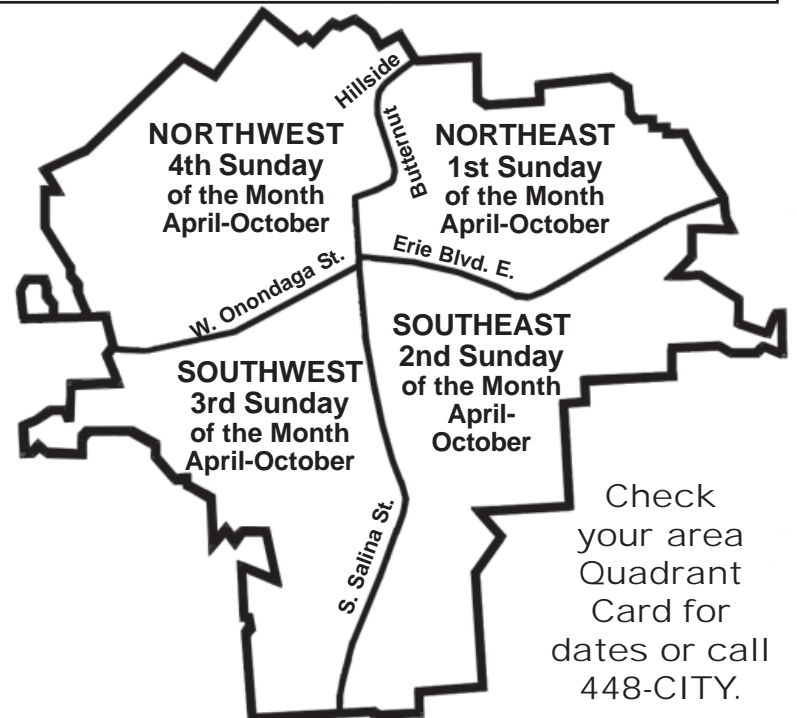 Hillside
Butternut
NORTHWEST
4th Sunday
of the Month
April-October
NORTHEAST
1st Sunday
of the Month
April-October
W. Onondaga St.
Erie Blvd. E.
SOUTHWEST
3rd Sunday
of the Month
April-October
SOUTHEAST
2nd Sunday
of the Month
April-
October
S. Salina St.
Check
your area
Quadrant
Card for
dates or call
448-CITY.